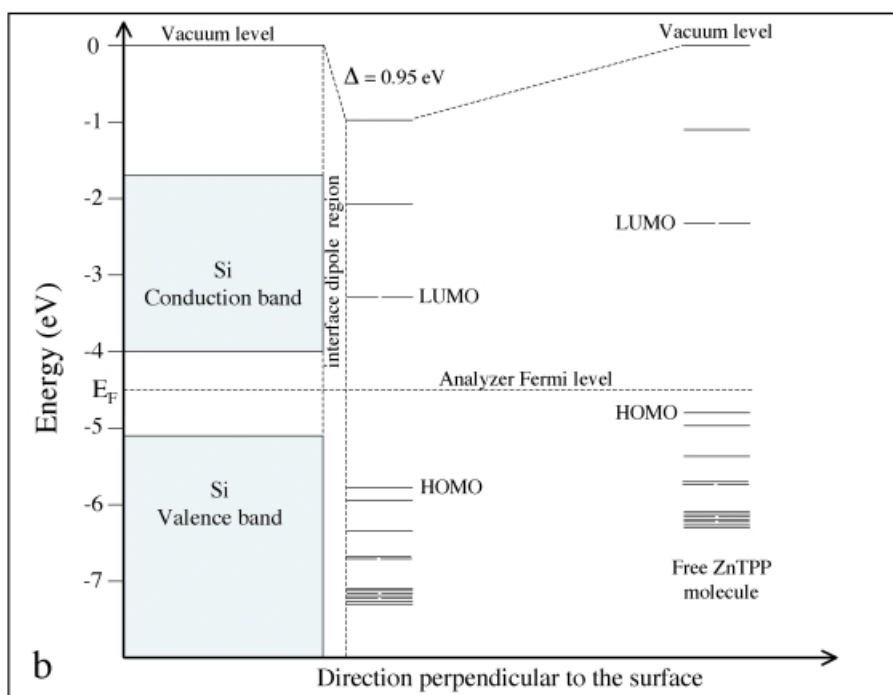 Vacuum level
Vacuum level
0
Δ = 0.95 eV
-1
-2
-3
-4
E_F
-5
-6
-7
Energy (eV)
interface dipole region
LUMO
LUMO
Si
Conduction band
Analyzer Fermi level
HOMO
HOMO
Si
Valence band
Free ZnTPP
molecule
b
Direction perpendicular to the surface